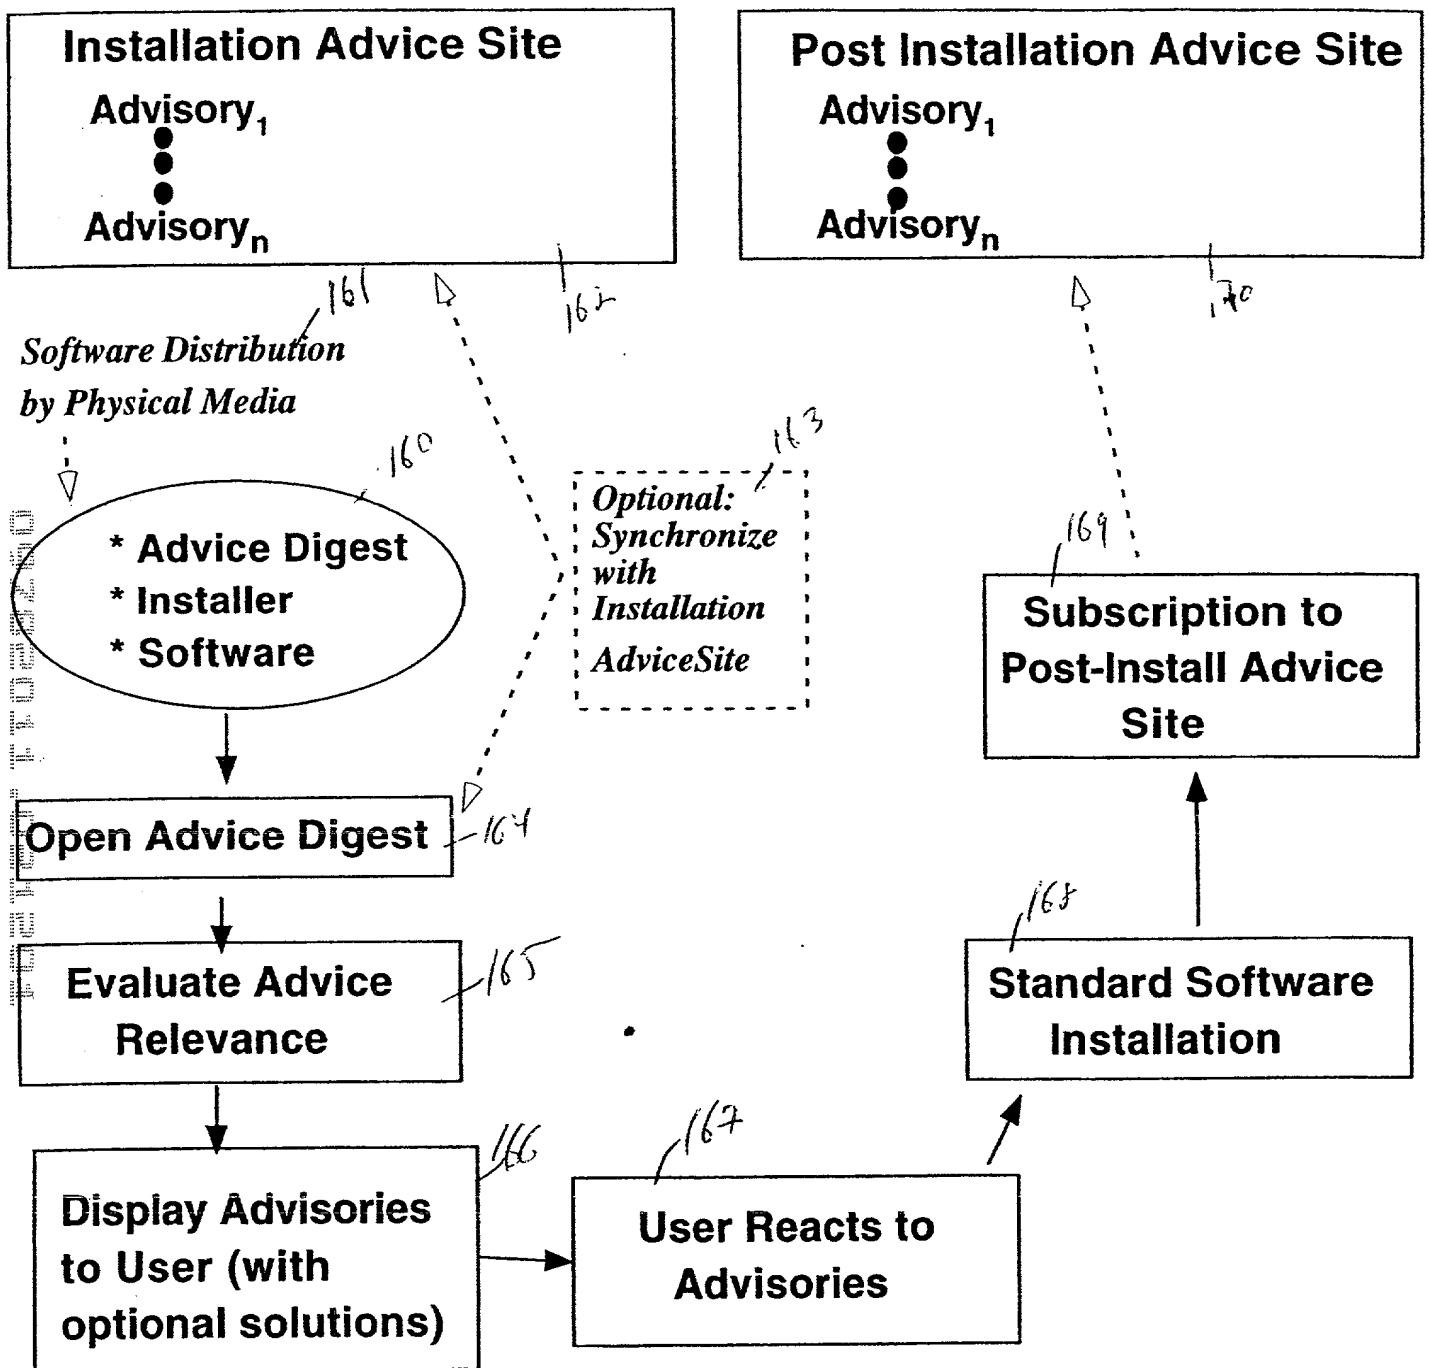 Installation Advice Site
Advisory1
Advisoryn
162
Post Installation Advice Site
Advisory1
Advisoryn
170
161
Software Distribution
by Physical Media
160
* Advice Digest
* Installer
* Software
163
Optional:
Synchronize
with
Installation
AdviceSite
169
Subscription to
Post-Install Advice
Site
Open Advice Digest
164
168
Evaluate Advice
Relevance
165
Standard Software
Installation
166
Display Advisories
to User (with
optional solutions)
167
User Reacts to
Advisories